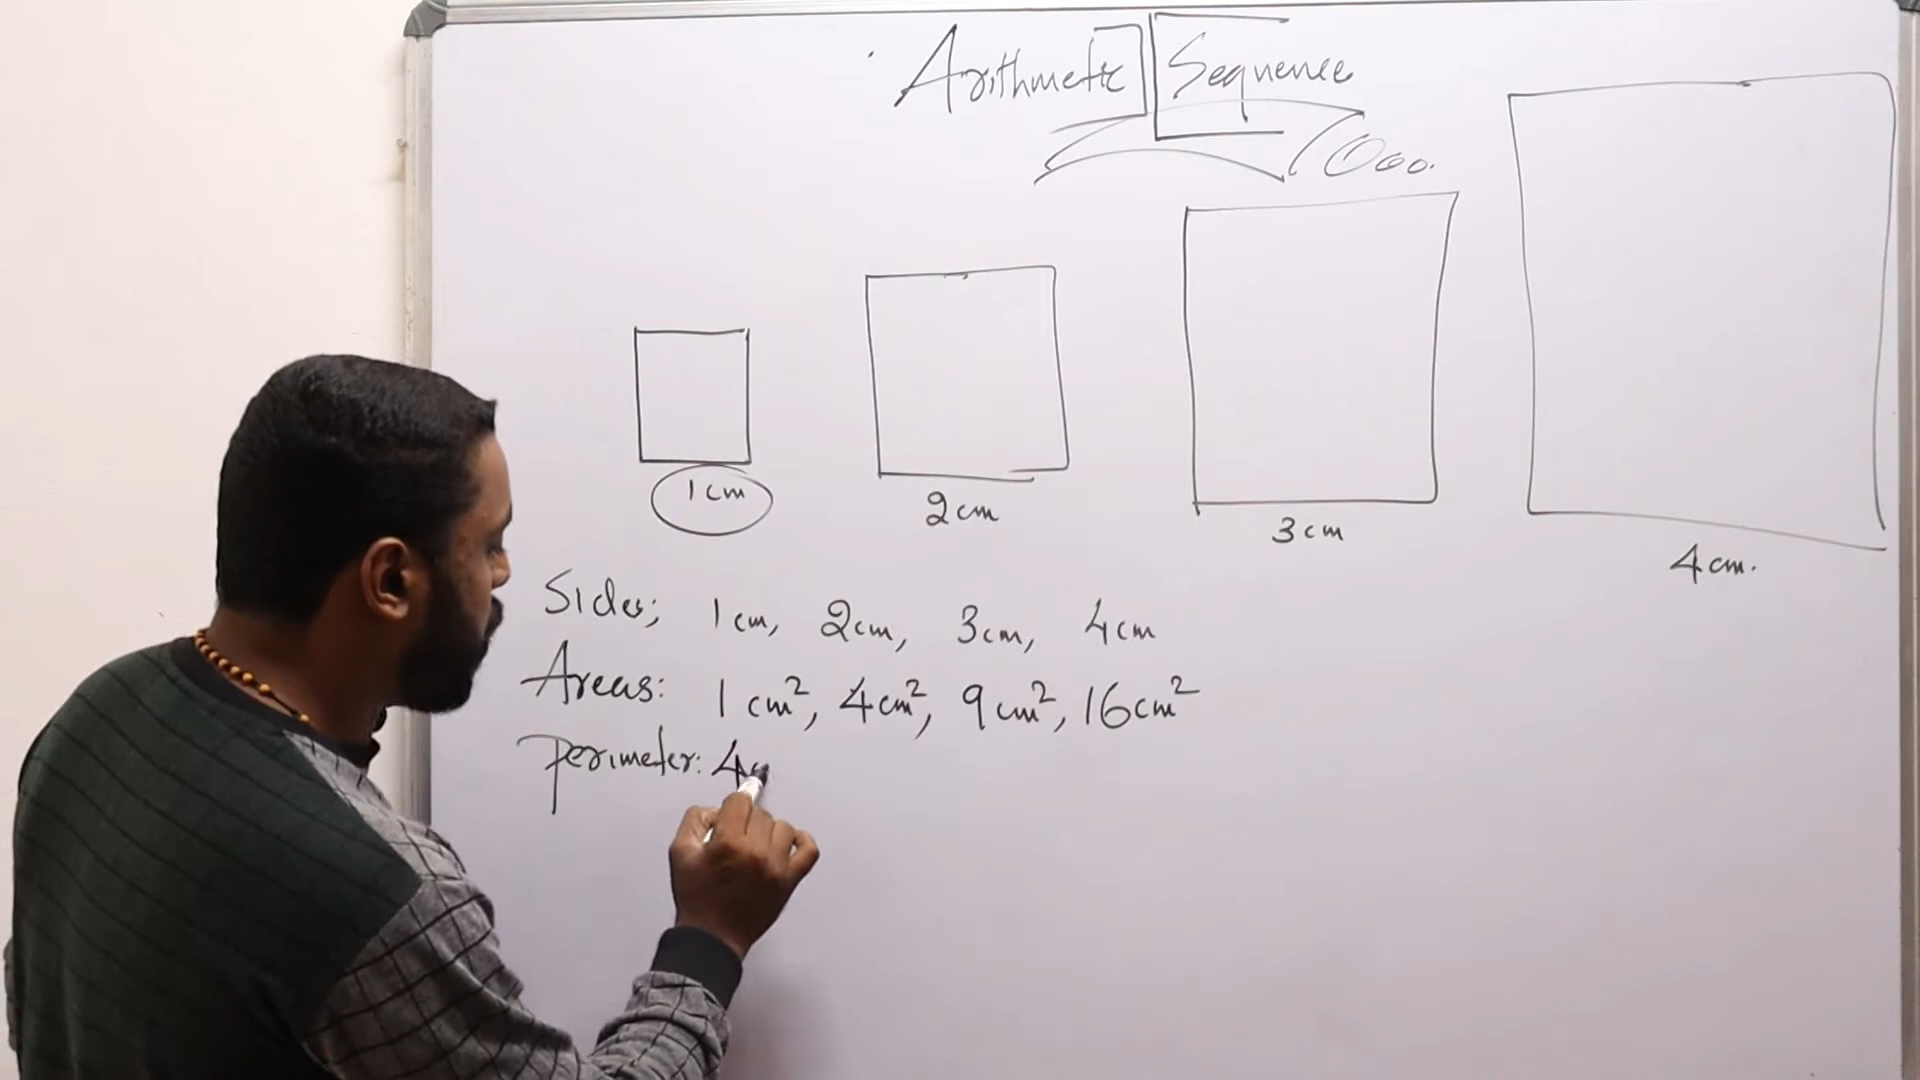 Arithmetic Sequence
1 cm
2 cm
3 cm
4 cm.
Sides; 1 cm, 2 cm, 3 cm, 4 cm
Areas: 1 cm², 4 cm², 9 cm², 16 cm²
Perimeter: 4